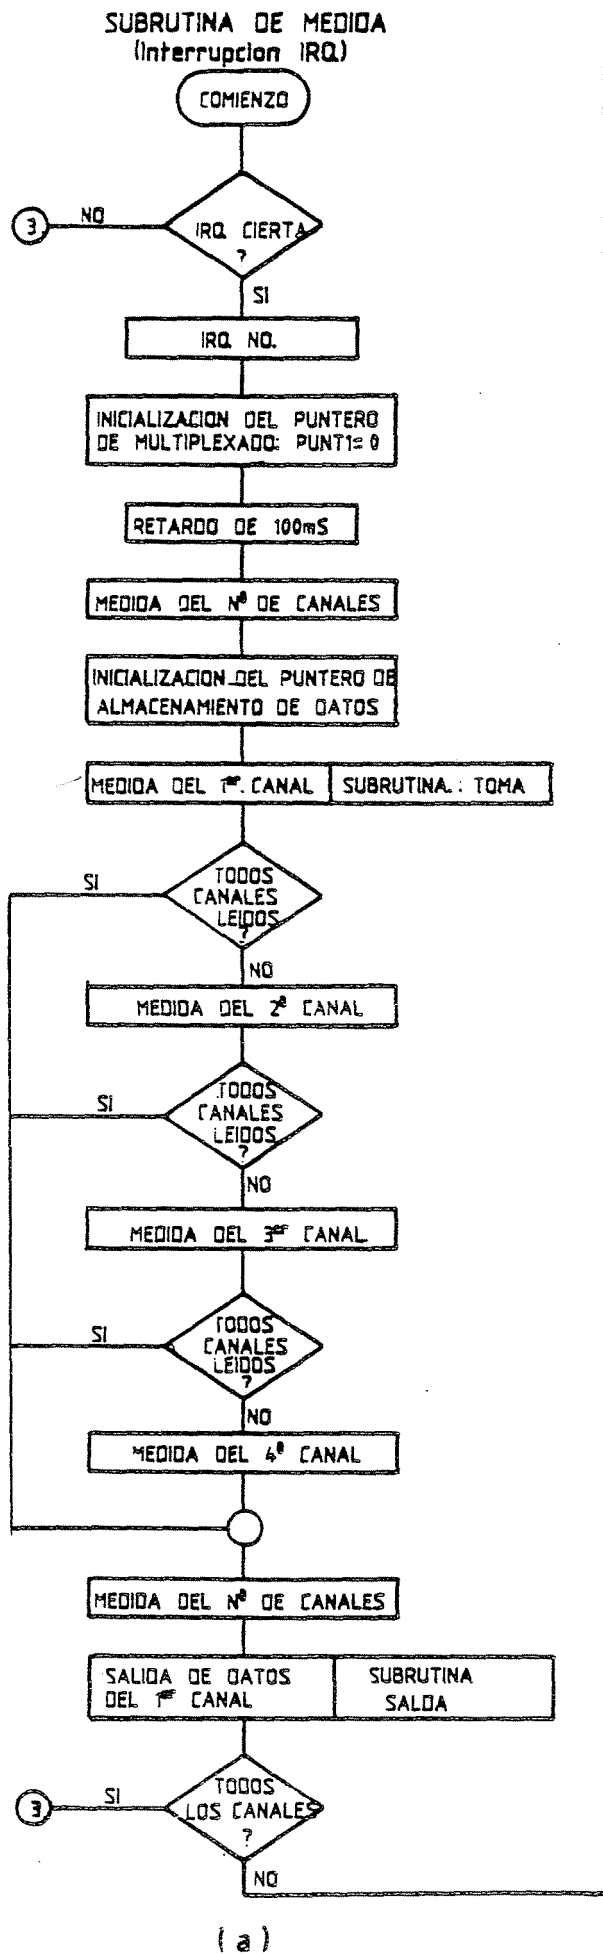 SUBRUTINA DE MEDIDA
(Interrupcion IRQ)
COMIENZO
3
NO
IRQ CIERTA
?
SI
IRQ NO.
INICIALIZACION DEL PUNTERO
DE MULTIPLEXADO: PUNT1= 0
RETARDO DE 100mS
MEDIDA DEL Nº DE CANALES
INICIALIZACION DEL PUNTERO DE
ALMACENAMIENTO DE DATOS
MEDIDA DEL 1er. CANAL
SUBRUTINA : TOMA
SI
TODOS
CANALES
LEIDOS
?
NO
MEDIDA DEL 2º CANAL
SI
TODOS
CANALES
LEIDOS
?
NO
MEDIDA DEL 3er CANAL
SI
TODOS
CANALES
LEIDOS
?
NO
MEDIDA DEL 4º CANAL
MEDIDA DEL Nº DE CANALES
SALIDA DE DATOS
DEL 1er CANAL
SUBRUTINA
SALDA
3
SI
TODOS
LOS CANALES
?
NO
(a)